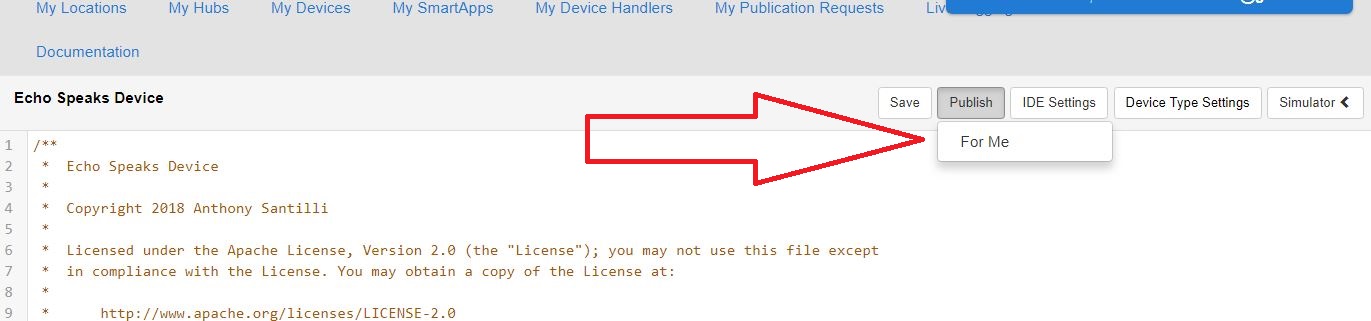 My Locations My Hubs My Devices My SmartApps My Device Handlers My Publication Requests
Documentation
Echo Speaks Device Save Publish IDE Settings Device Type Settings Simulator
For Me
1 /**
2 * Echo Speaks Device
3 *
4 * Copyright 2018 Anthony Santilli
5 *
6 * Licensed under the Apache License, Version 2.0 (the "License"); you may not use this file except
7 * in compliance with the License. You may obtain a copy of the License at:
8 *
9 * http://www.apache.org/licenses/LICENSE-2.0